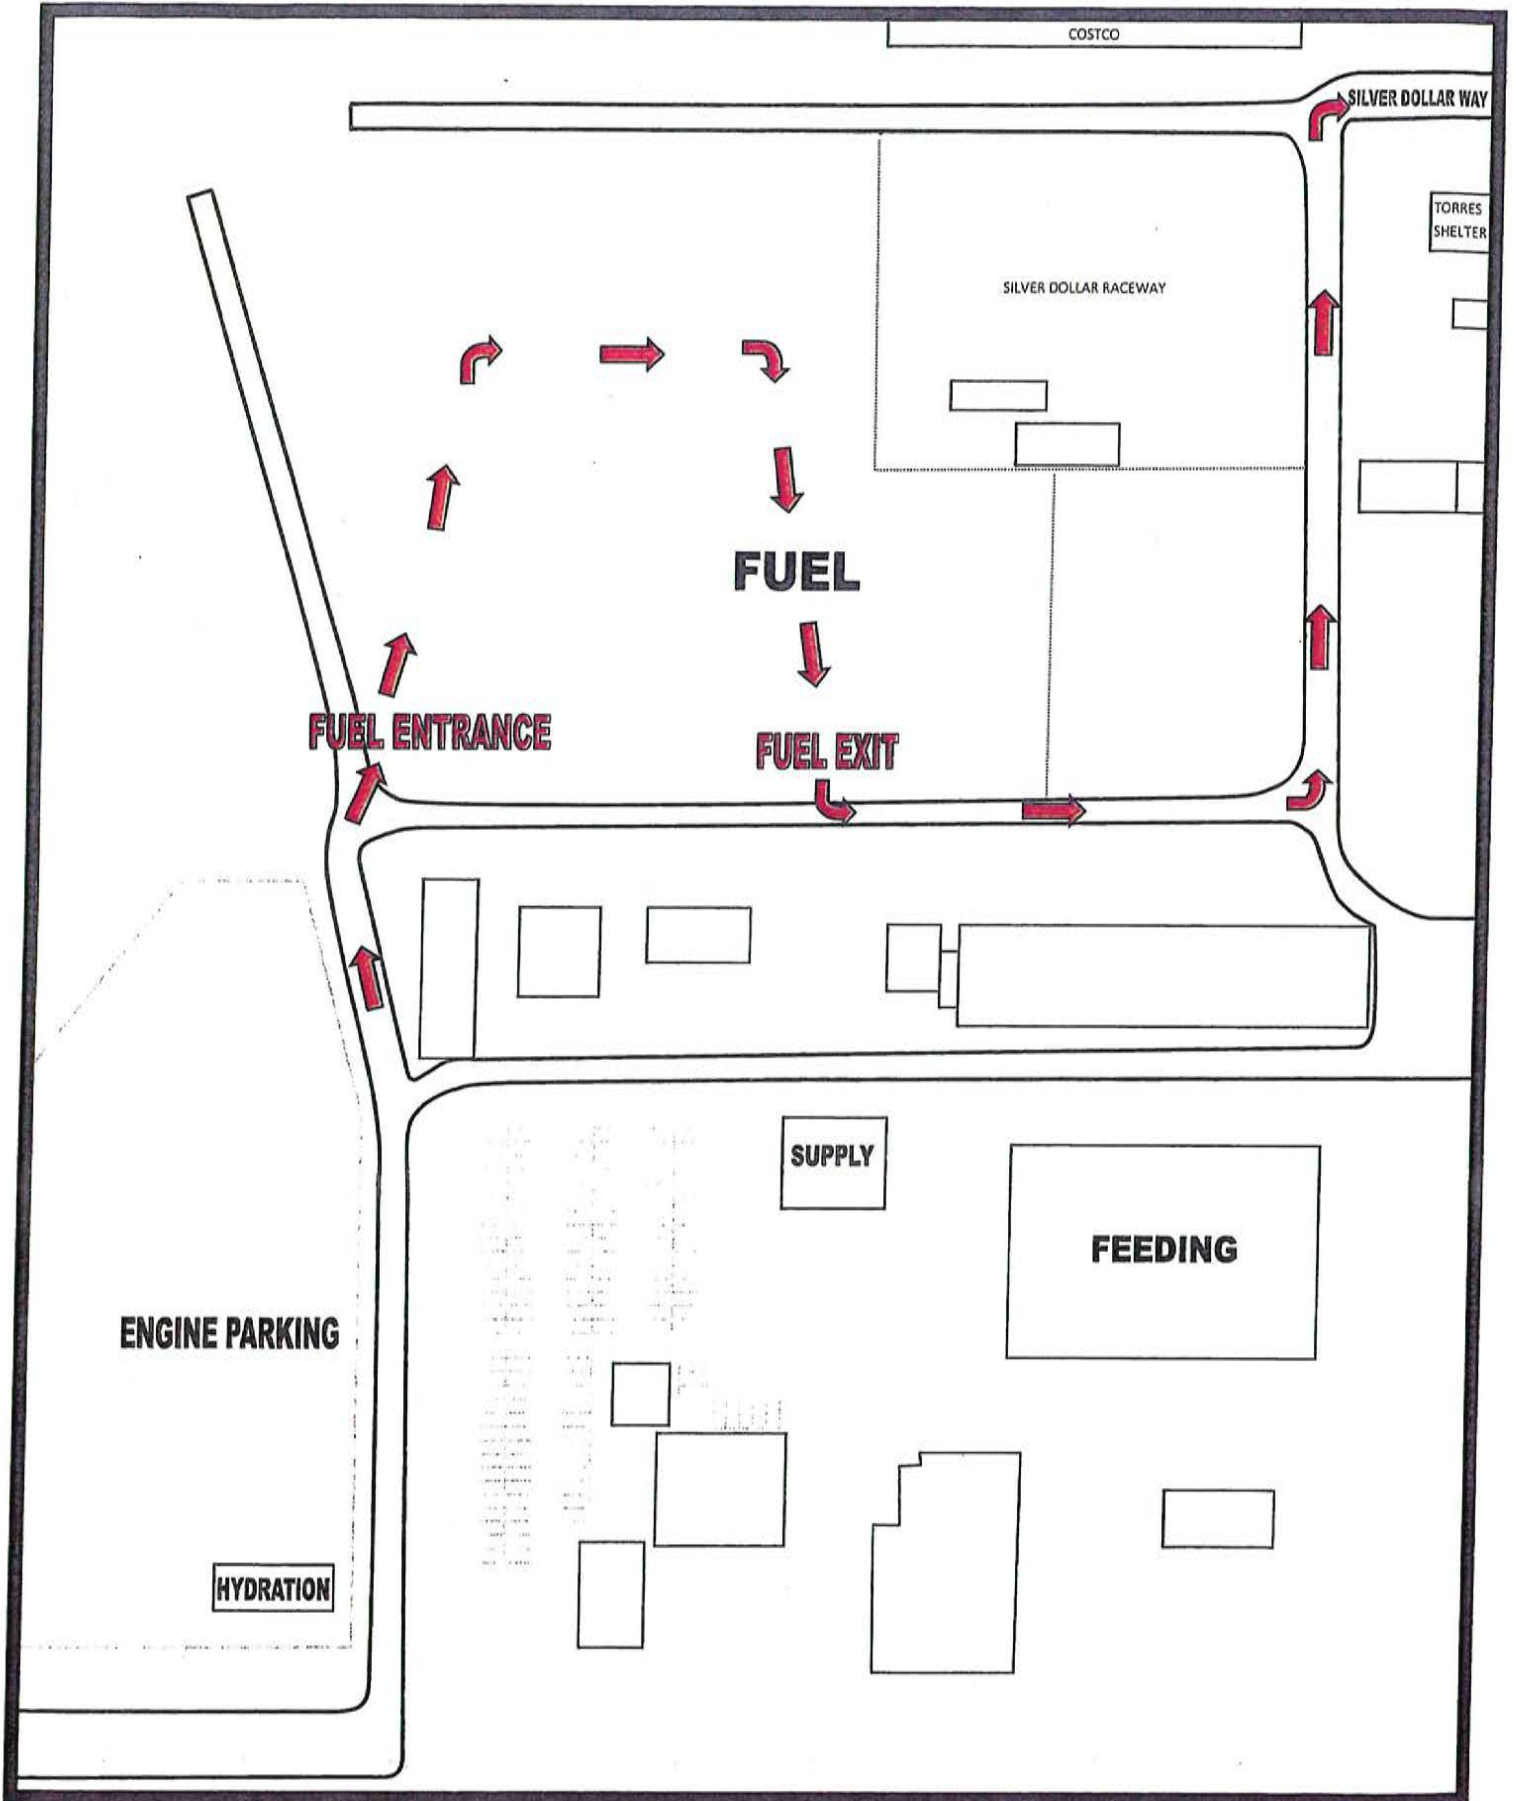 COSTCO
SILVER DOLLAR WAY
TORRES
SHELTER
SILVER DOLLAR RACEWAY
FUEL
FUEL ENTRANCE
FUEL EXIT
SUPPLY
FEEDING
ENGINE PARKING
HYDRATION